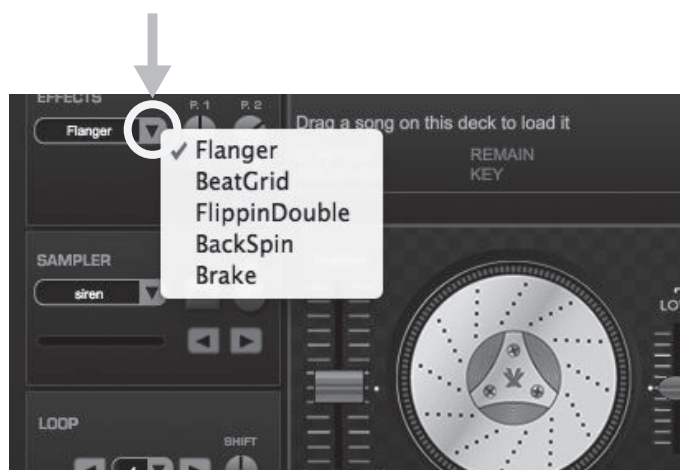 EFFECTS
P. 1 P. 2
Flanger
Drag a song on this deck to load it
✓ Flanger
BeatGrid
FlippinDouble
BackSpin
Brake
REMAIN
KEY
SAMPLER
siren
LOOP
SHIFT